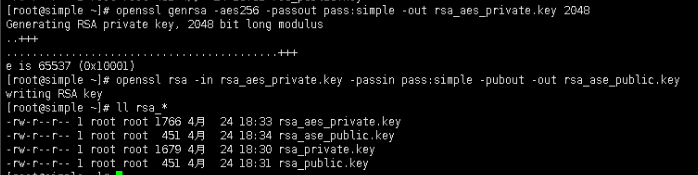 [root@simple ~]# openssl genrsa -aes256 -passout pass:simple -out rsa_aes_private.key 2048
Generating RSA private key, 2048 bit long modulus
..+++
.........................................+++
e is 65537 (0x10001)
[root@simple ~]# openssl rsa -in rsa_aes_private.key -passin pass:simple -pubout -out rsa_ase_public.key
writing RSA key
[root@simple ~]# ll rsa_*
-rw-r--r-- 1 root root 1766 4月  24 18:33 rsa_aes_private.key
-rw-r--r-- 1 root root  451 4月  24 18:34 rsa_ase_public.key
-rw-r--r-- 1 root root 1679 4月  24 18:30 rsa_private.key
-rw-r--r-- 1 root root  451 4月  24 18:31 rsa_public.key